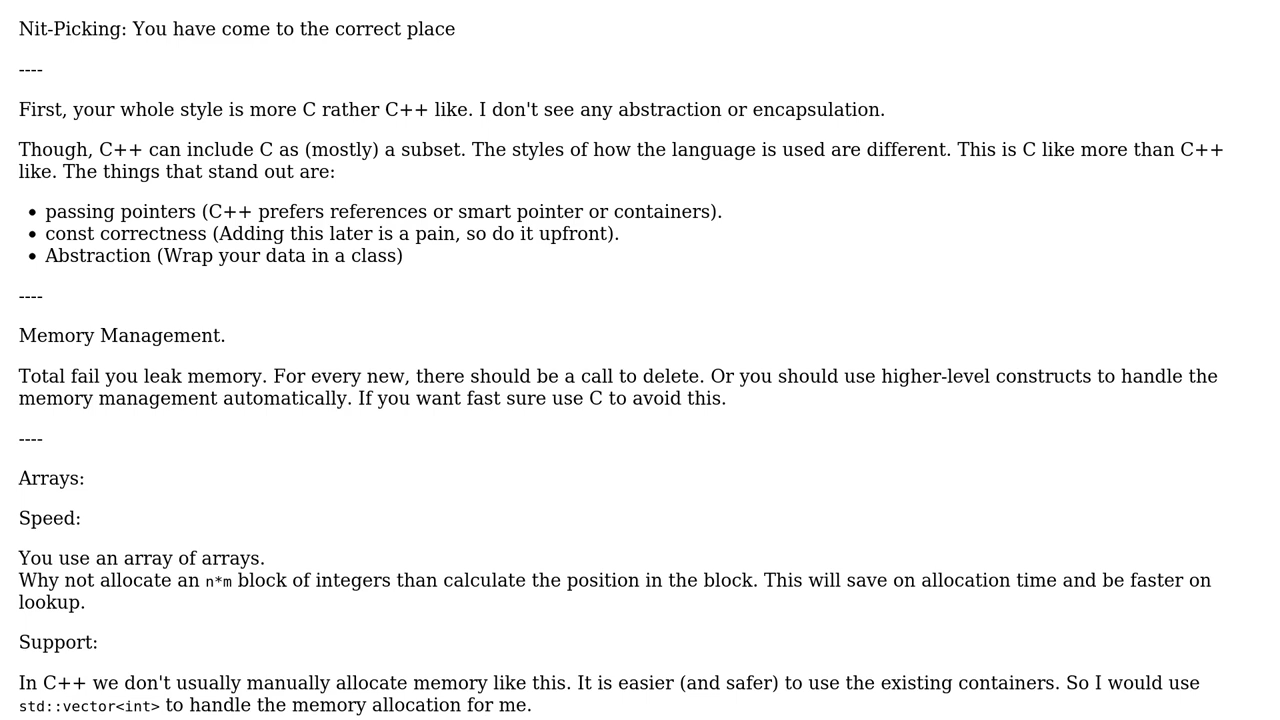 Nit-Picking: You have come to the correct place
----
First, your whole style is more C rather C++ like. I don't see any abstraction or encapsulation.
Though, C++ can include C as (mostly) a subset. The styles of how the language is used are different. This is C like more than C++
like. The things that stand out are:
• passing pointers (C++ prefers references or smart pointer or containers).
• const correctness (Adding this later is a pain, so do it upfront).
• Abstraction (Wrap your data in a class)
----
Memory Management.
Total fail you leak memory. For every new, there should be a call to delete. Or you should use higher-level constructs to handle the
memory management automatically. If you want fast sure use C to avoid this.
----
Arrays:
Speed:
You use an array of arrays.
Why not allocate an n*m block of integers than calculate the position in the block. This will save on allocation time and be faster on
lookup.
Support:
In C++ we don't usually manually allocate memory like this. It is easier (and safer) to use the existing containers. So I would use
std::vector<int> to handle the memory allocation for me.